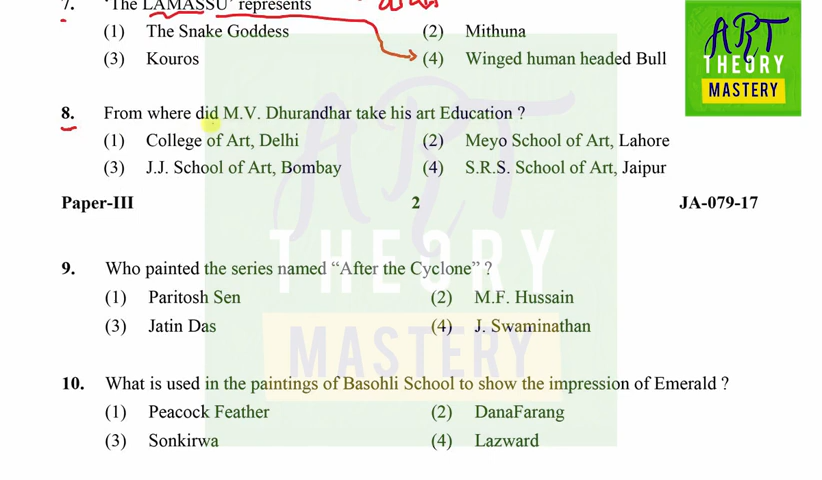 7. 'The LAMASSU' represents
(1) The Snake Goddess (2) Mithuna
(3) Kouros (4) Winged human headed Bull
ART
THEORY
MASTERY
8. From where did M.V. Dhurandhar take his art Education ?
(1) College of Art, Delhi (2) Meyo School of Art, Lahore
(3) J.J. School of Art, Bombay (4) S.R.S. School of Art, Jaipur
Paper-III 2 JA-079-17
ART
THEORY
MASTERY
9. Who painted the series named “After the Cyclone” ?
(1) Paritosh Sen (2) M.F. Hussain
(3) Jatin Das (4) J. Swaminathan
10. What is used in the paintings of Basohli School to show the impression of Emerald ?
(1) Peacock Feather (2) DanaFarang
(3) Sonkirwa (4) Lazward